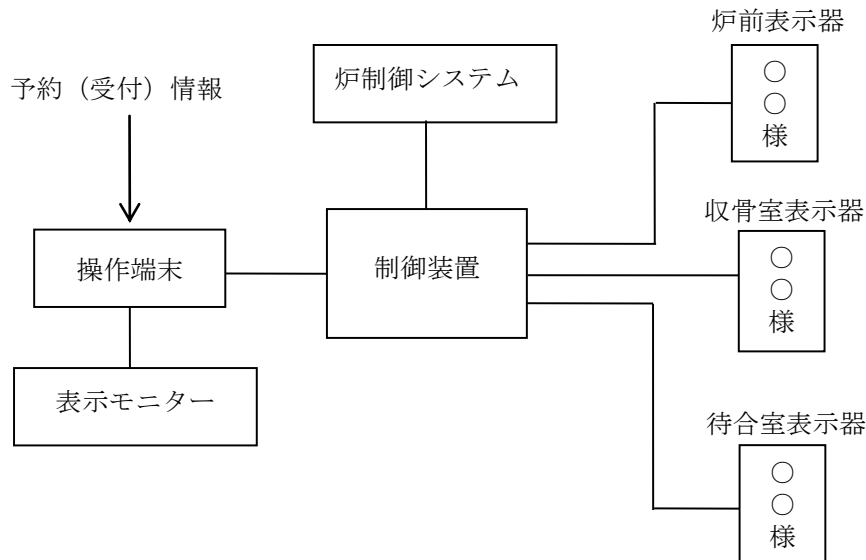 炉前表示器
○
○
様
炉制御システム
予約（受付）情報
収骨室表示器
○
○
様
操作端末
制御装置
表示モニター
待合室表示器
○
○
様